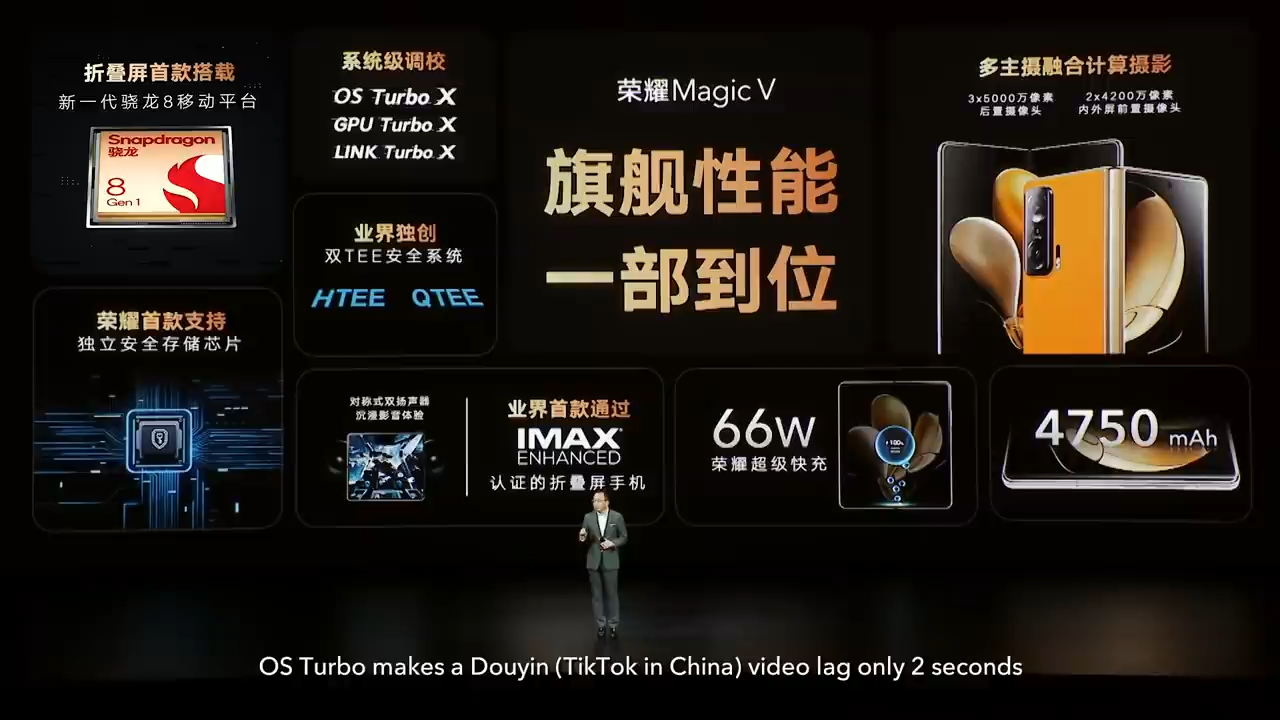 折叠屏首款搭载
新一代骁龙8移动平台
Snapdragon
骁龙
8
Gen 1
系统级调校
OS Turbo X
GPU Turbo X
LINK Turbo X
荣耀Magic V
旗舰性能
一部到位
多主摄融合计算摄影
3x5000万像素
后置摄像头
2x4200万像素
内外屏前置摄像头
业界独创
双TEE安全系统
HTEE QTEE
荣耀首款支持
独立安全存储芯片
对称式双扬声器
沉浸影音体验
业界首款通过
IMAX®
ENHANCED
认证的折叠屏手机
66W
荣耀超级快充
100%
4750 mAh
OS Turbo makes a Douyin (TikTok in China) video lag only 2 seconds